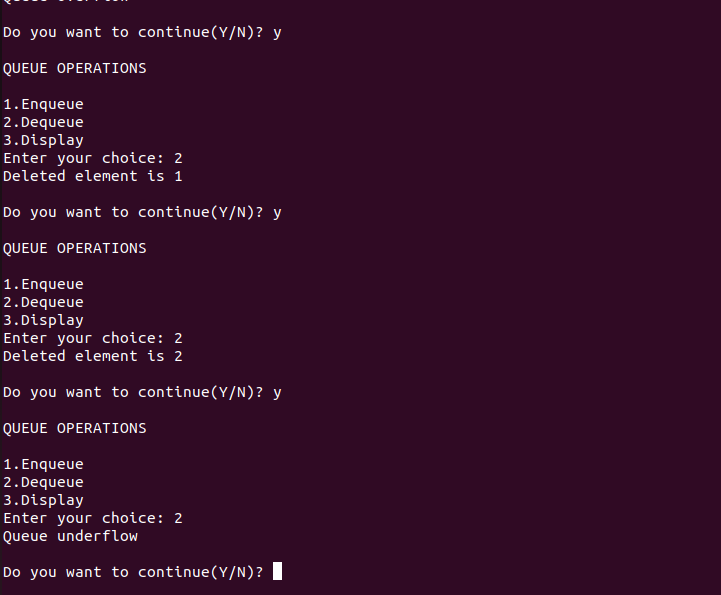 Queue overflow
Do you want to continue(Y/N)? y
QUEUE OPERATIONS
1.Enqueue
2.Dequeue
3.Display
Enter your choice: 2
Deleted element is 1
Do you want to continue(Y/N)? y
QUEUE OPERATIONS
1.Enqueue
2.Dequeue
3.Display
Enter your choice: 2
Deleted element is 2
Do you want to continue(Y/N)? y
QUEUE OPERATIONS
1.Enqueue
2.Dequeue
3.Display
Enter your choice: 2
Queue underflow
Do you want to continue(Y/N)?